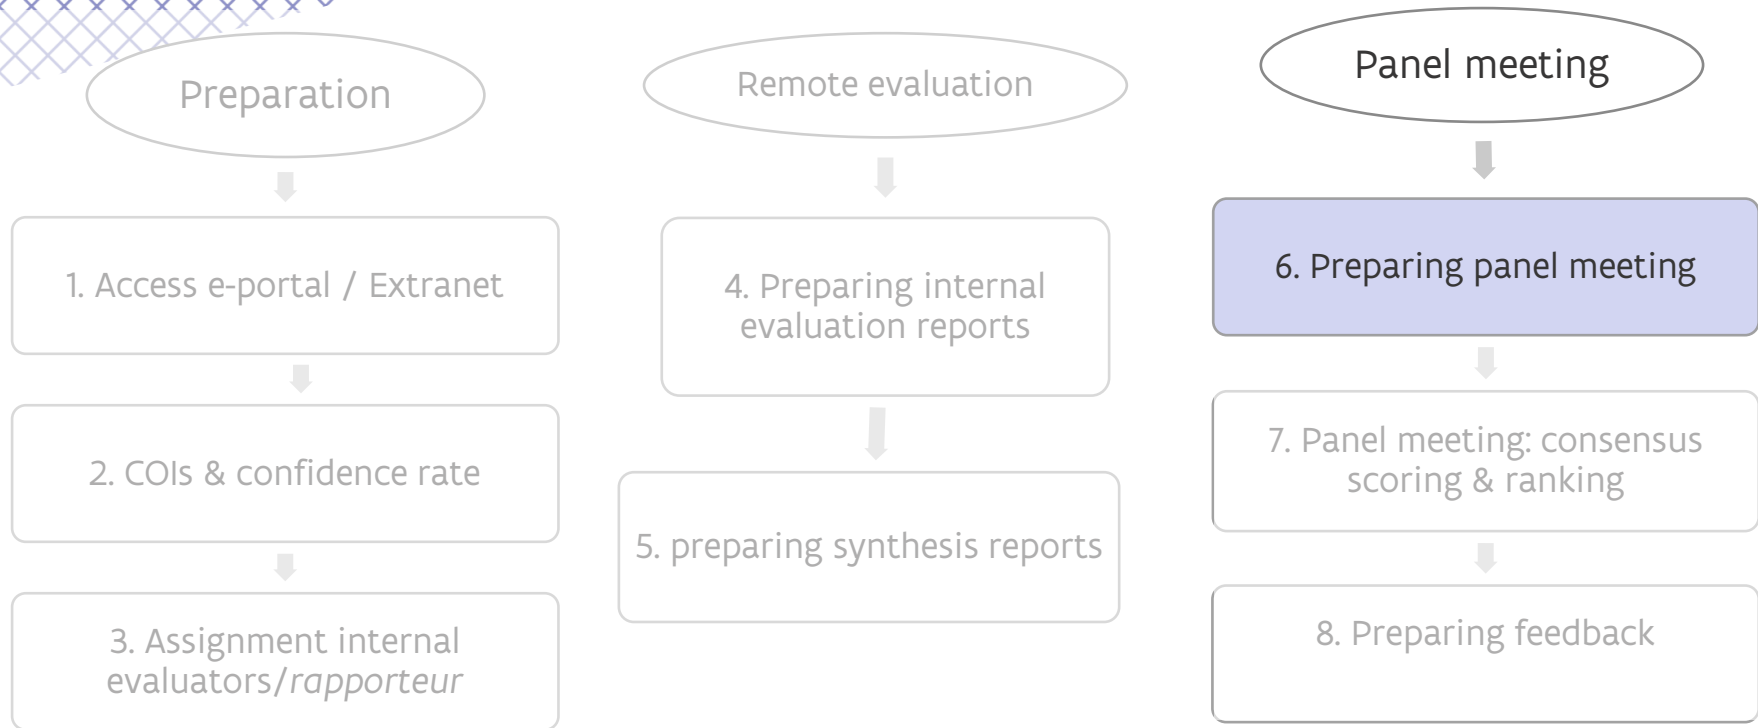 Preparation
1. Access e-portal / Extranet
2. COIs & confidence rate
3. Assignment internal
evaluators/rapporteur
Remote evaluation
4. Preparing internal
evaluation reports
5. preparing synthesis reports
Panel meeting
6. Preparing panel meeting
7. Panel meeting: consensus
scoring & ranking
8. Preparing feedback